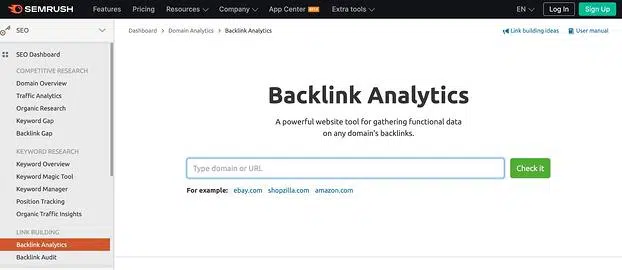 SEMRUSH Features Pricing Resources Company App Center BETA Extra tools EN Log In Sign Up
SEO
Dashboard > Domain Analytics > Backlink Analytics Link building ideas User manual
SEO Dashboard
COMPETITIVE RESEARCH
Domain Overview
Traffic Analytics
Organic Research
Keyword Gap
Backlink Gap
KEYWORD RESEARCH
Keyword Overview
Keyword Magic Tool
Keyword Manager
Position Tracking
Organic Traffic Insights
LINK BUILDING
Backlink Analytics
Backlink Audit
Backlink Analytics
A powerful website tool for gathering functional data
on any domain's backlinks.
Type domain or URL Check it
For example: ebay.com shopzilla.com amazon.com